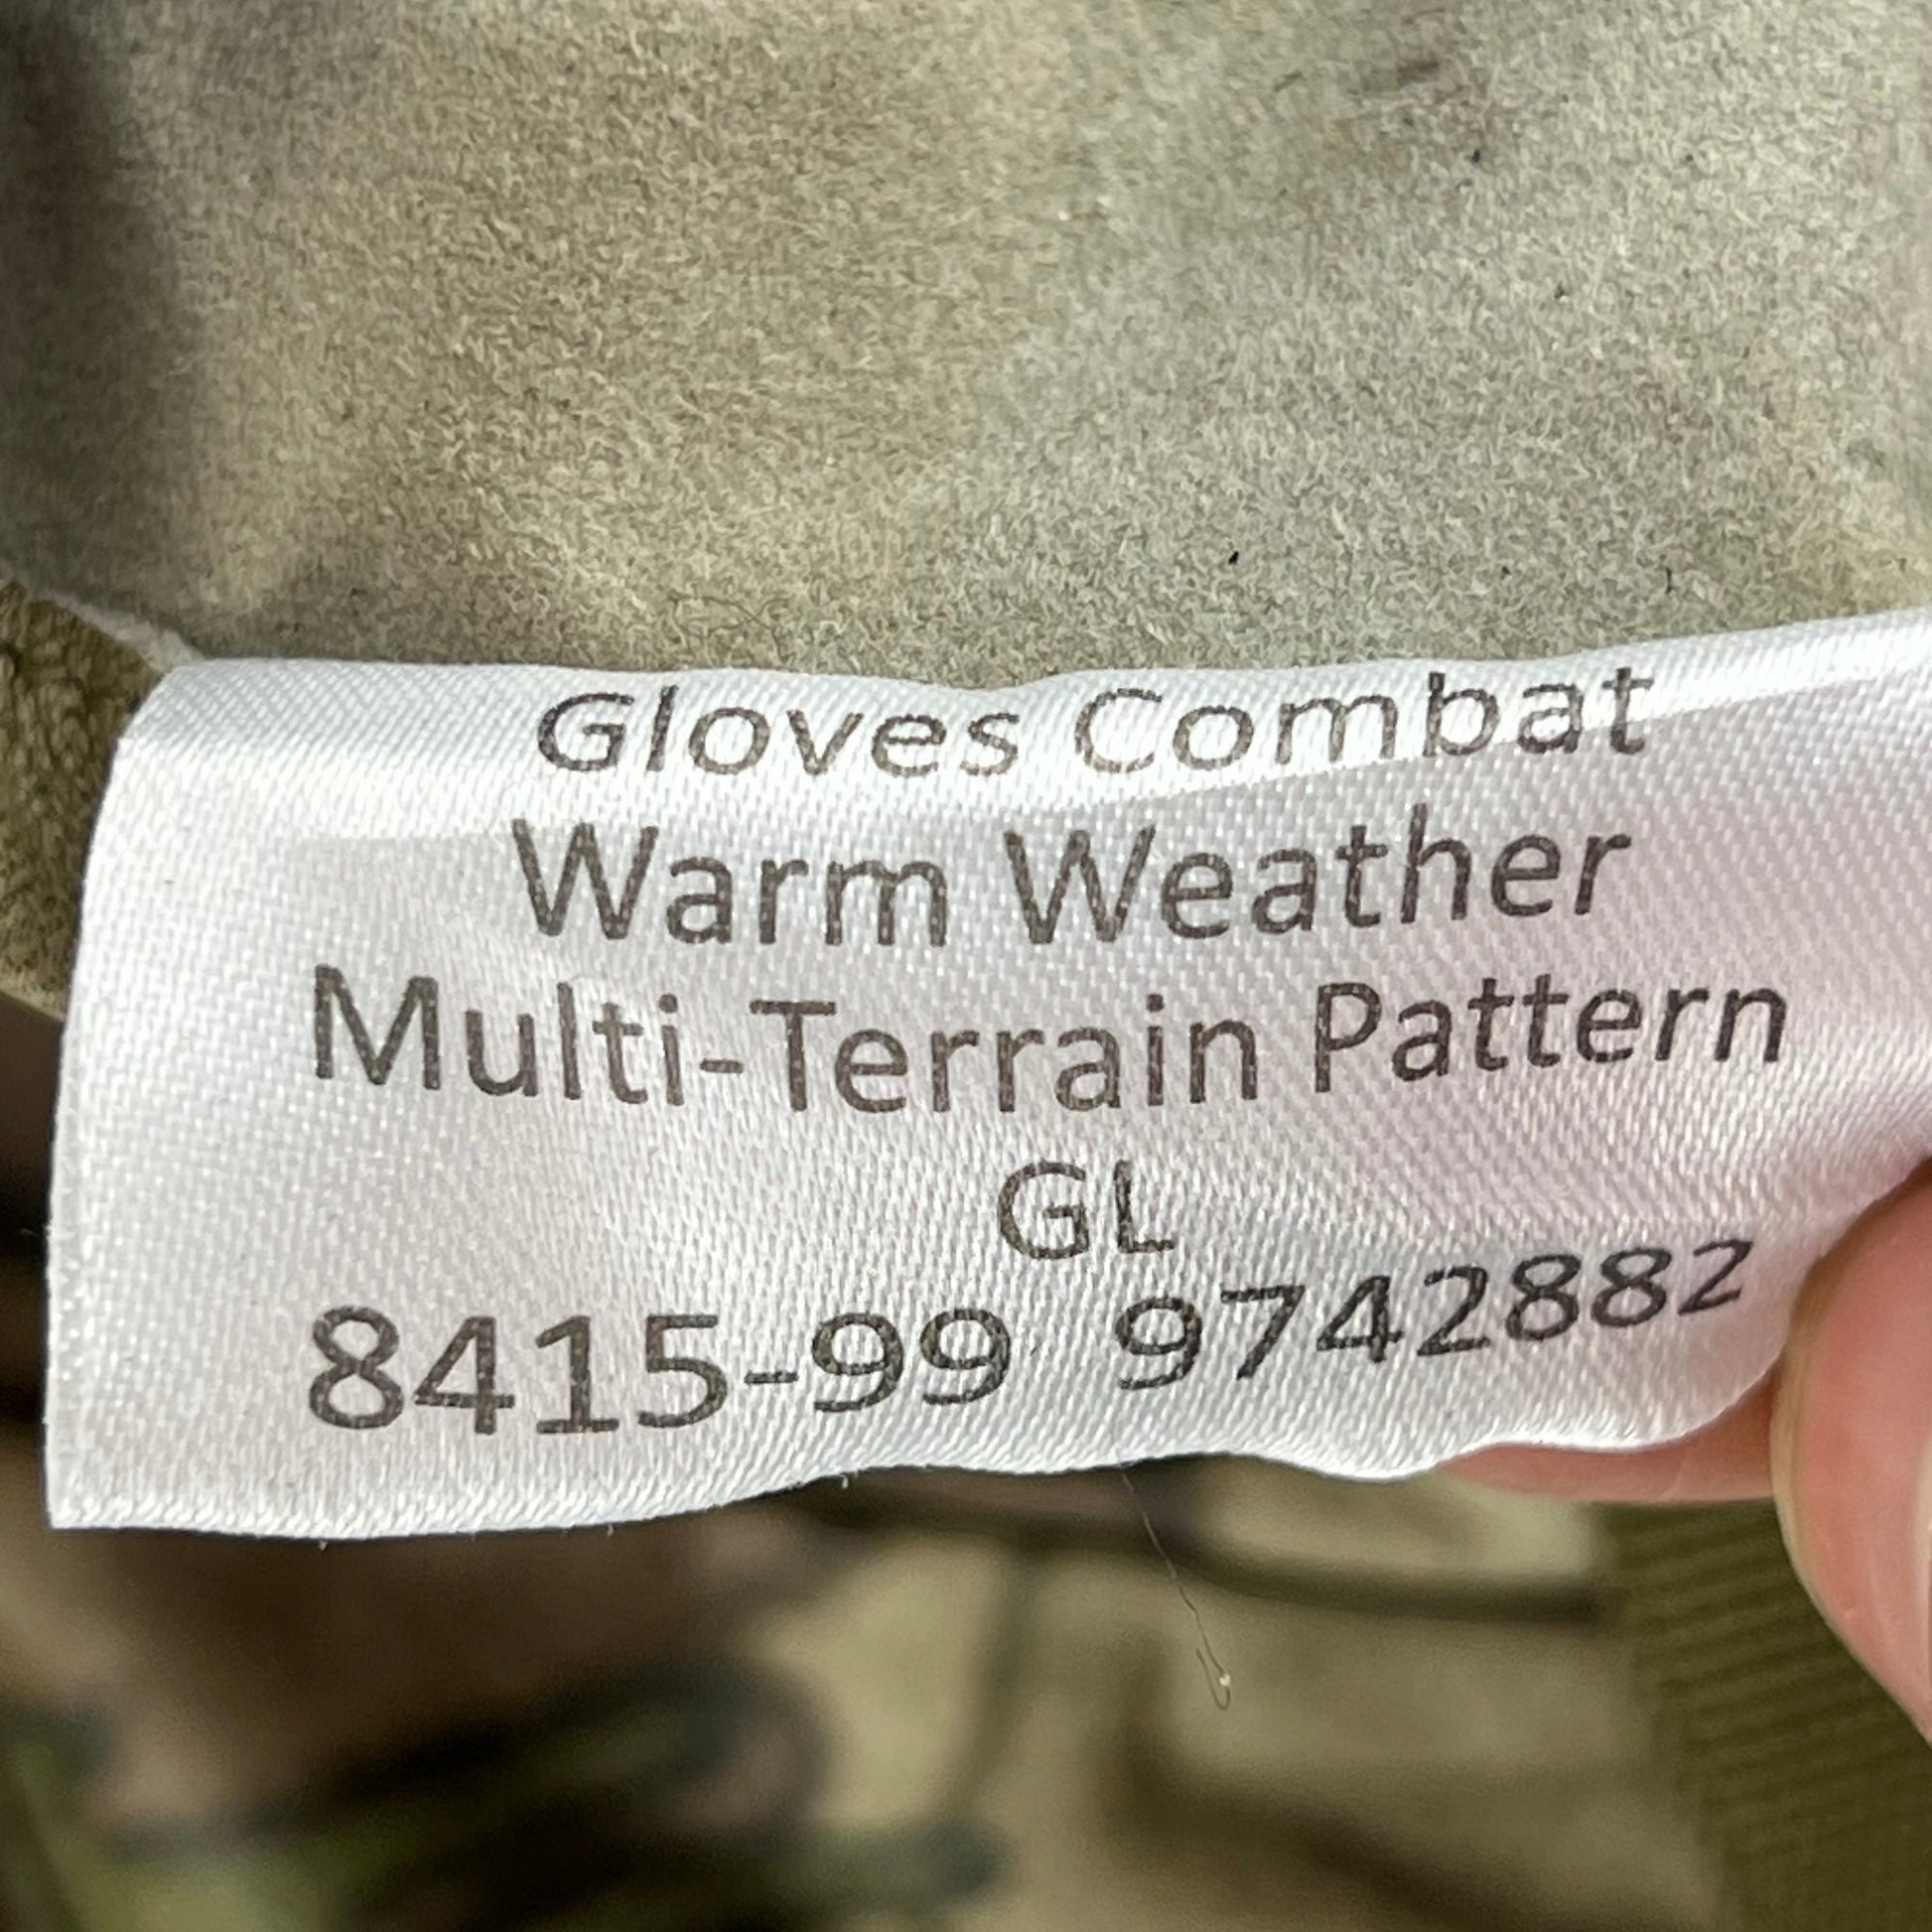 Gloves Combat
Warm Weather
Multi-Terrain Pattern
GL
8415-99 9742882